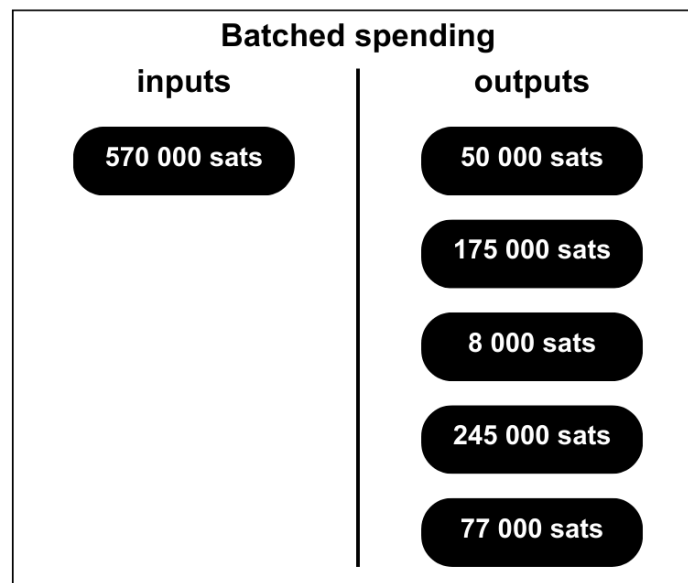 Batched spending
inputs
outputs
570 000 sats
50 000 sats
175 000 sats
8 000 sats
245 000 sats
77 000 sats